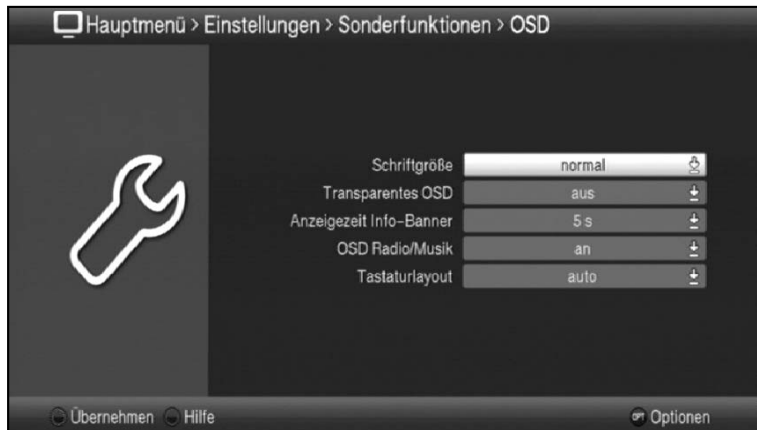 Hauptmenü > Einstellungen > Sonderfunktionen > OSD
Schriftgröße normal
Transparentes OSD aus
Anzeigezeit Info-Banner 5 s
OSD Radio/Musik an
Tastaturlayout auto
Übernehmen Hilfe OPT Optionen